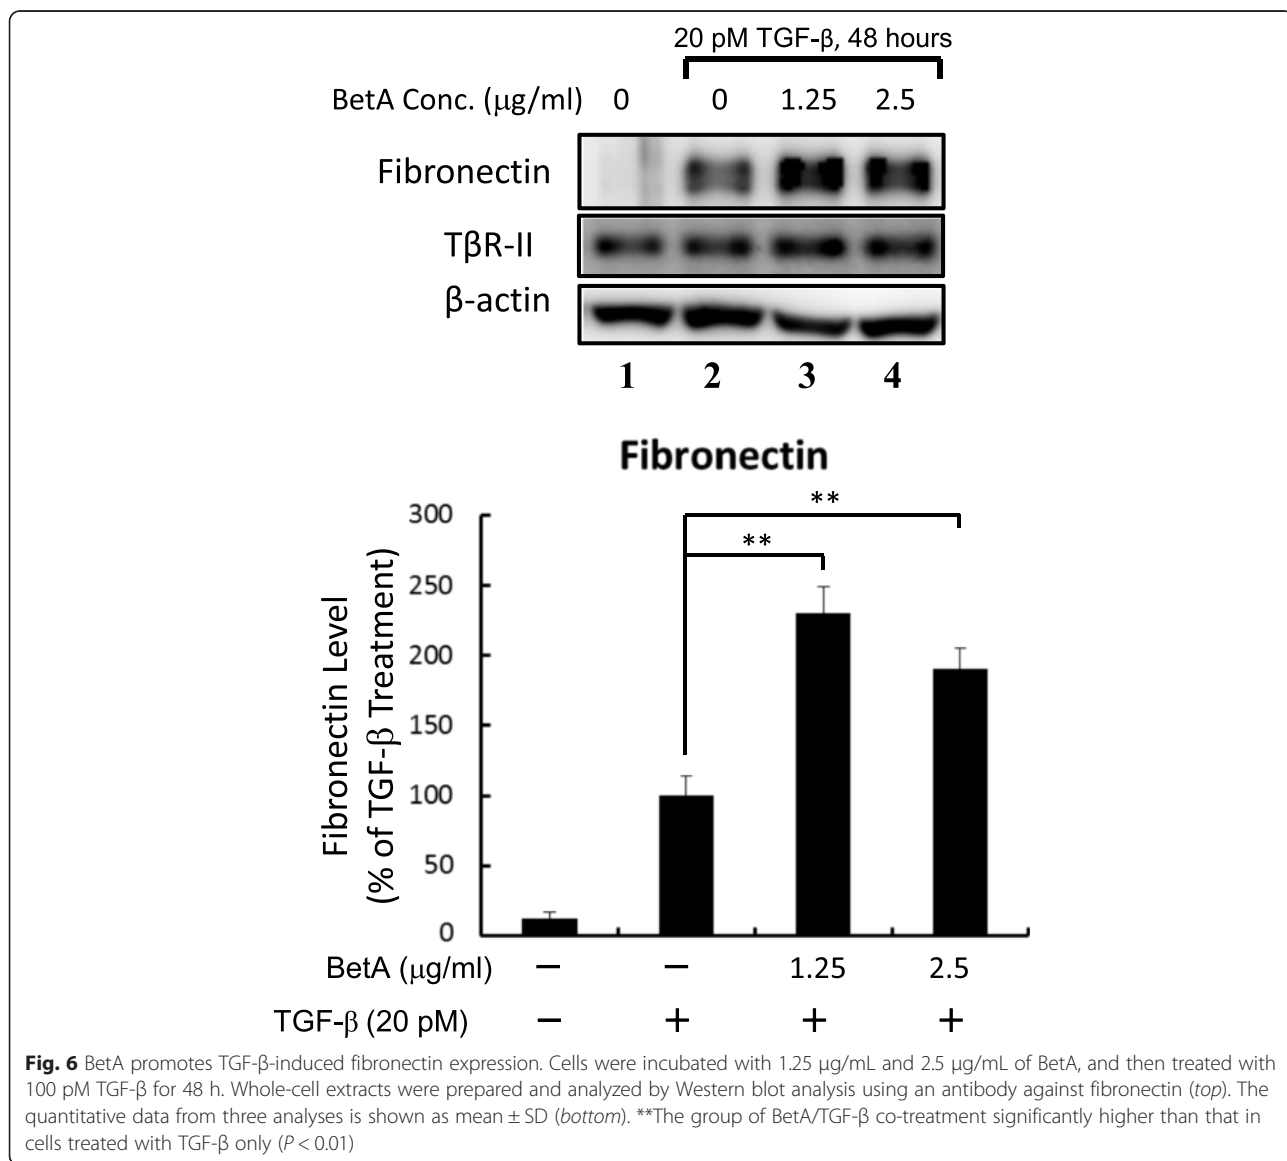 20 pM TGF-β, 48 hours
BetA Conc. (μg/ml) 0 0 1.25 2.5
Fibronectin
TβR-II
β-actin
1 2 3 4
Fibronectin
**
**
300
250
200
150
100
50
0
Fibronectin Level
(% of TGF-β Treatment)
BetA (μg/ml) − − 1.25 2.5
TGF-β (20 pM) − + + +
Fig. 6 BetA promotes TGF-β-induced fibronectin expression. Cells were incubated with 1.25 μg/mL and 2.5 μg/mL of BetA, and then treated with
100 pM TGF-β for 48 h. Whole-cell extracts were prepared and analyzed by Western blot analysis using an antibody against fibronectin (top). The
quantitative data from three analyses is shown as mean ± SD (bottom). **The group of BetA/TGF-β co-treatment significantly higher than that in
cells treated with TGF-β only (P < 0.01)